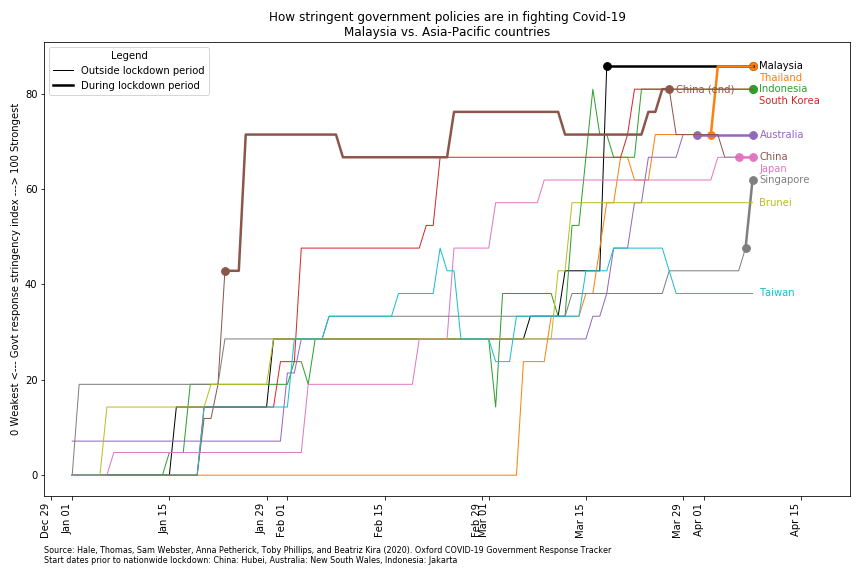 How stringent government policies are in fighting Covid-19
Malaysia vs. Asia-Pacific countries
Legend
Outside lockdown period
During lockdown period
0 Weakest <--- Govt response stringency index ---> 100 Strongest
80
60
40
20
0
Malaysia
Thailand
China (end)
Indonesia
South Korea
Australia
China
Japan
Singapore
Brunei
Taiwan
Dec 29
Jan 01
Jan 15
Jan 29
Feb 01
Feb 15
Feb 29
Mar 01
Mar 15
Mar 29
Apr 01
Apr 15
Source: Hale, Thomas, Sam Webster, Anna Petherick, Toby Phillips, and Beatriz Kira (2020). Oxford COVID-19 Government Response Tracker
Start dates prior to nationwide lockdown: China: Hubei, Australia: New South Wales, Indonesia: Jakarta